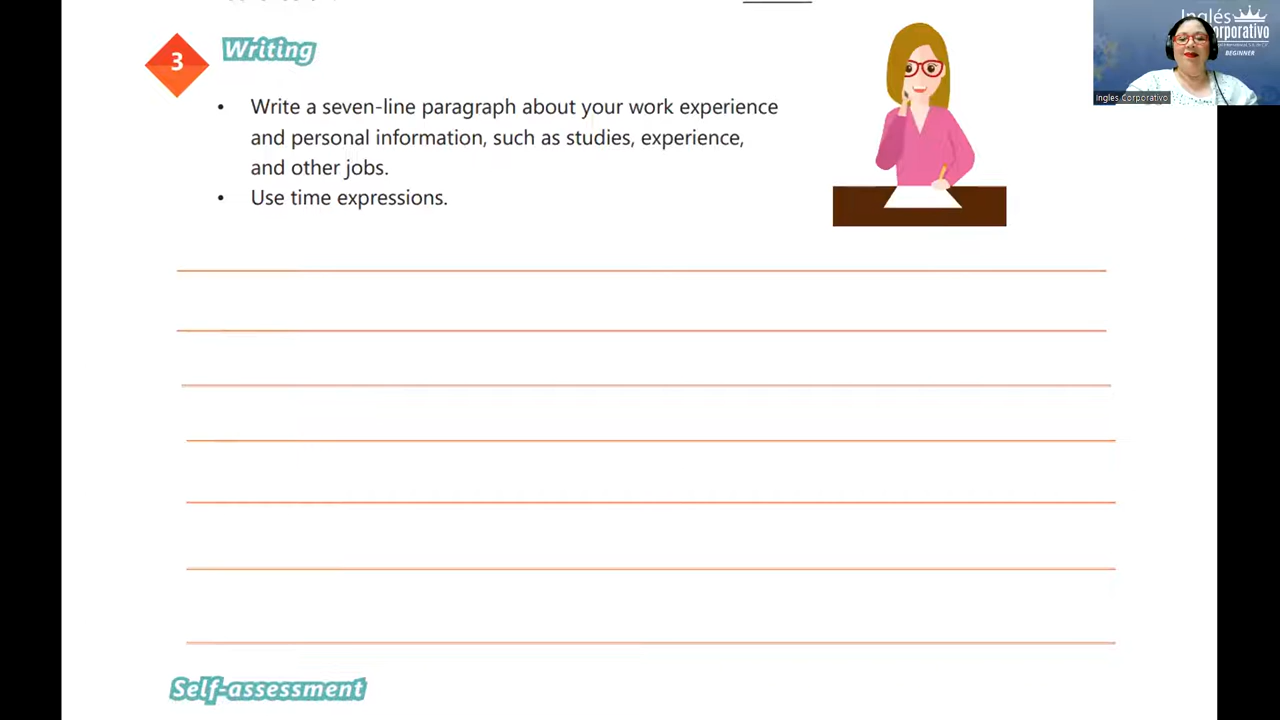 3
Writing
• Write a seven-line paragraph about your work experience
and personal information, such as studies, experience,
and other jobs.
• Use time expressions.
Inglés
Corporativo
BEGINNER
Ingles Corporativo
Self-assessment